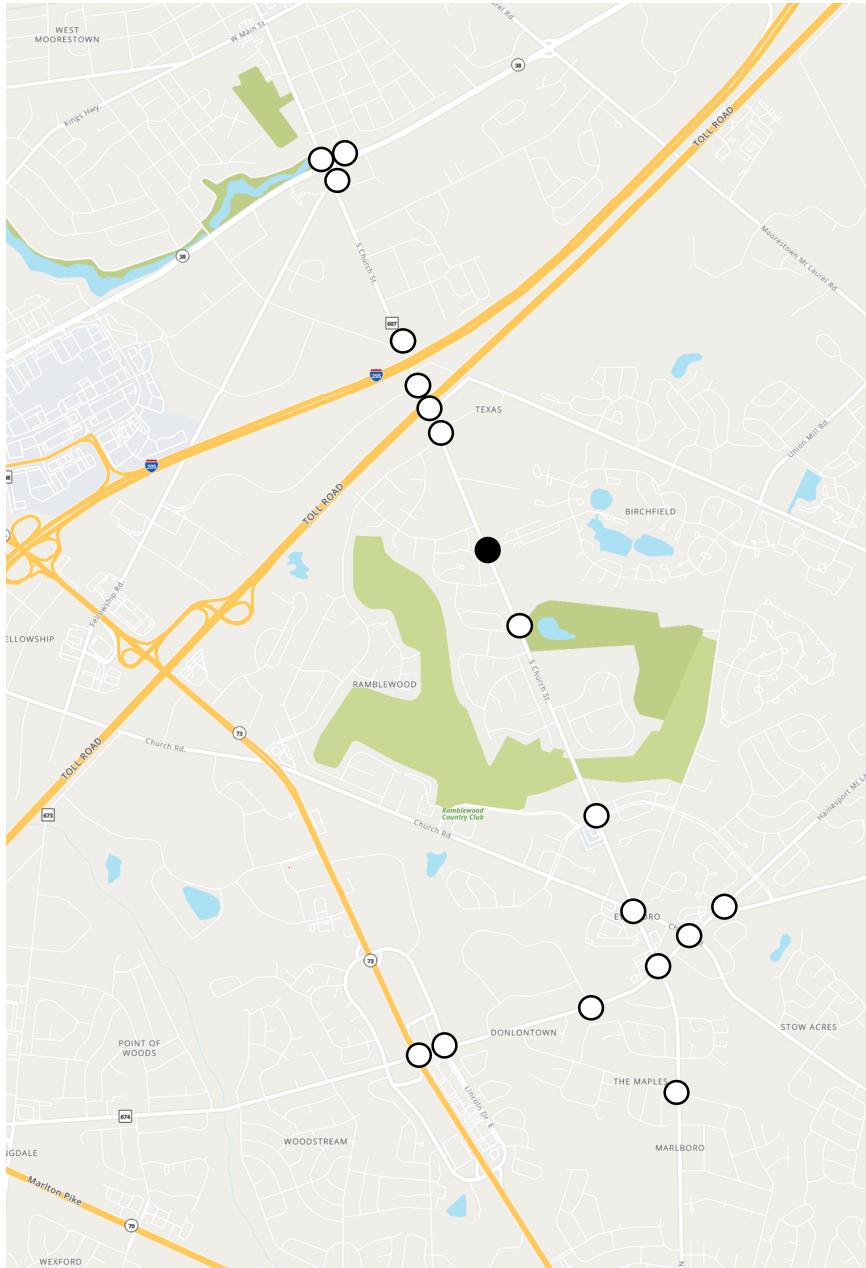 WEST
MOORESTOWN
W Main St.
Rd.
38
Kings Hwy.
TOLL ROAD
Moorestown Mt Laurel Rd.
38
S Church St.
607
295
TEXAS
Union Mill Rd.
295
TOLL ROAD
BIRCHFIELD
Fellowship Rd.
ELLOWSHIP
S Church St.
RAMBLEWOOD
73
Church Rd.
TOLL ROAD
Hainesport Mt La
673
Ramblewood
Country Club
Church Rd.
73
DONLONTOWN
STOW ACRES
POINT OF
WOODS
THE MAPLES
Lincoln Dr. E
674
WOODSTREAM
MARLBORO
NGDALE
Marlton Pike
70
WEXFORD
N